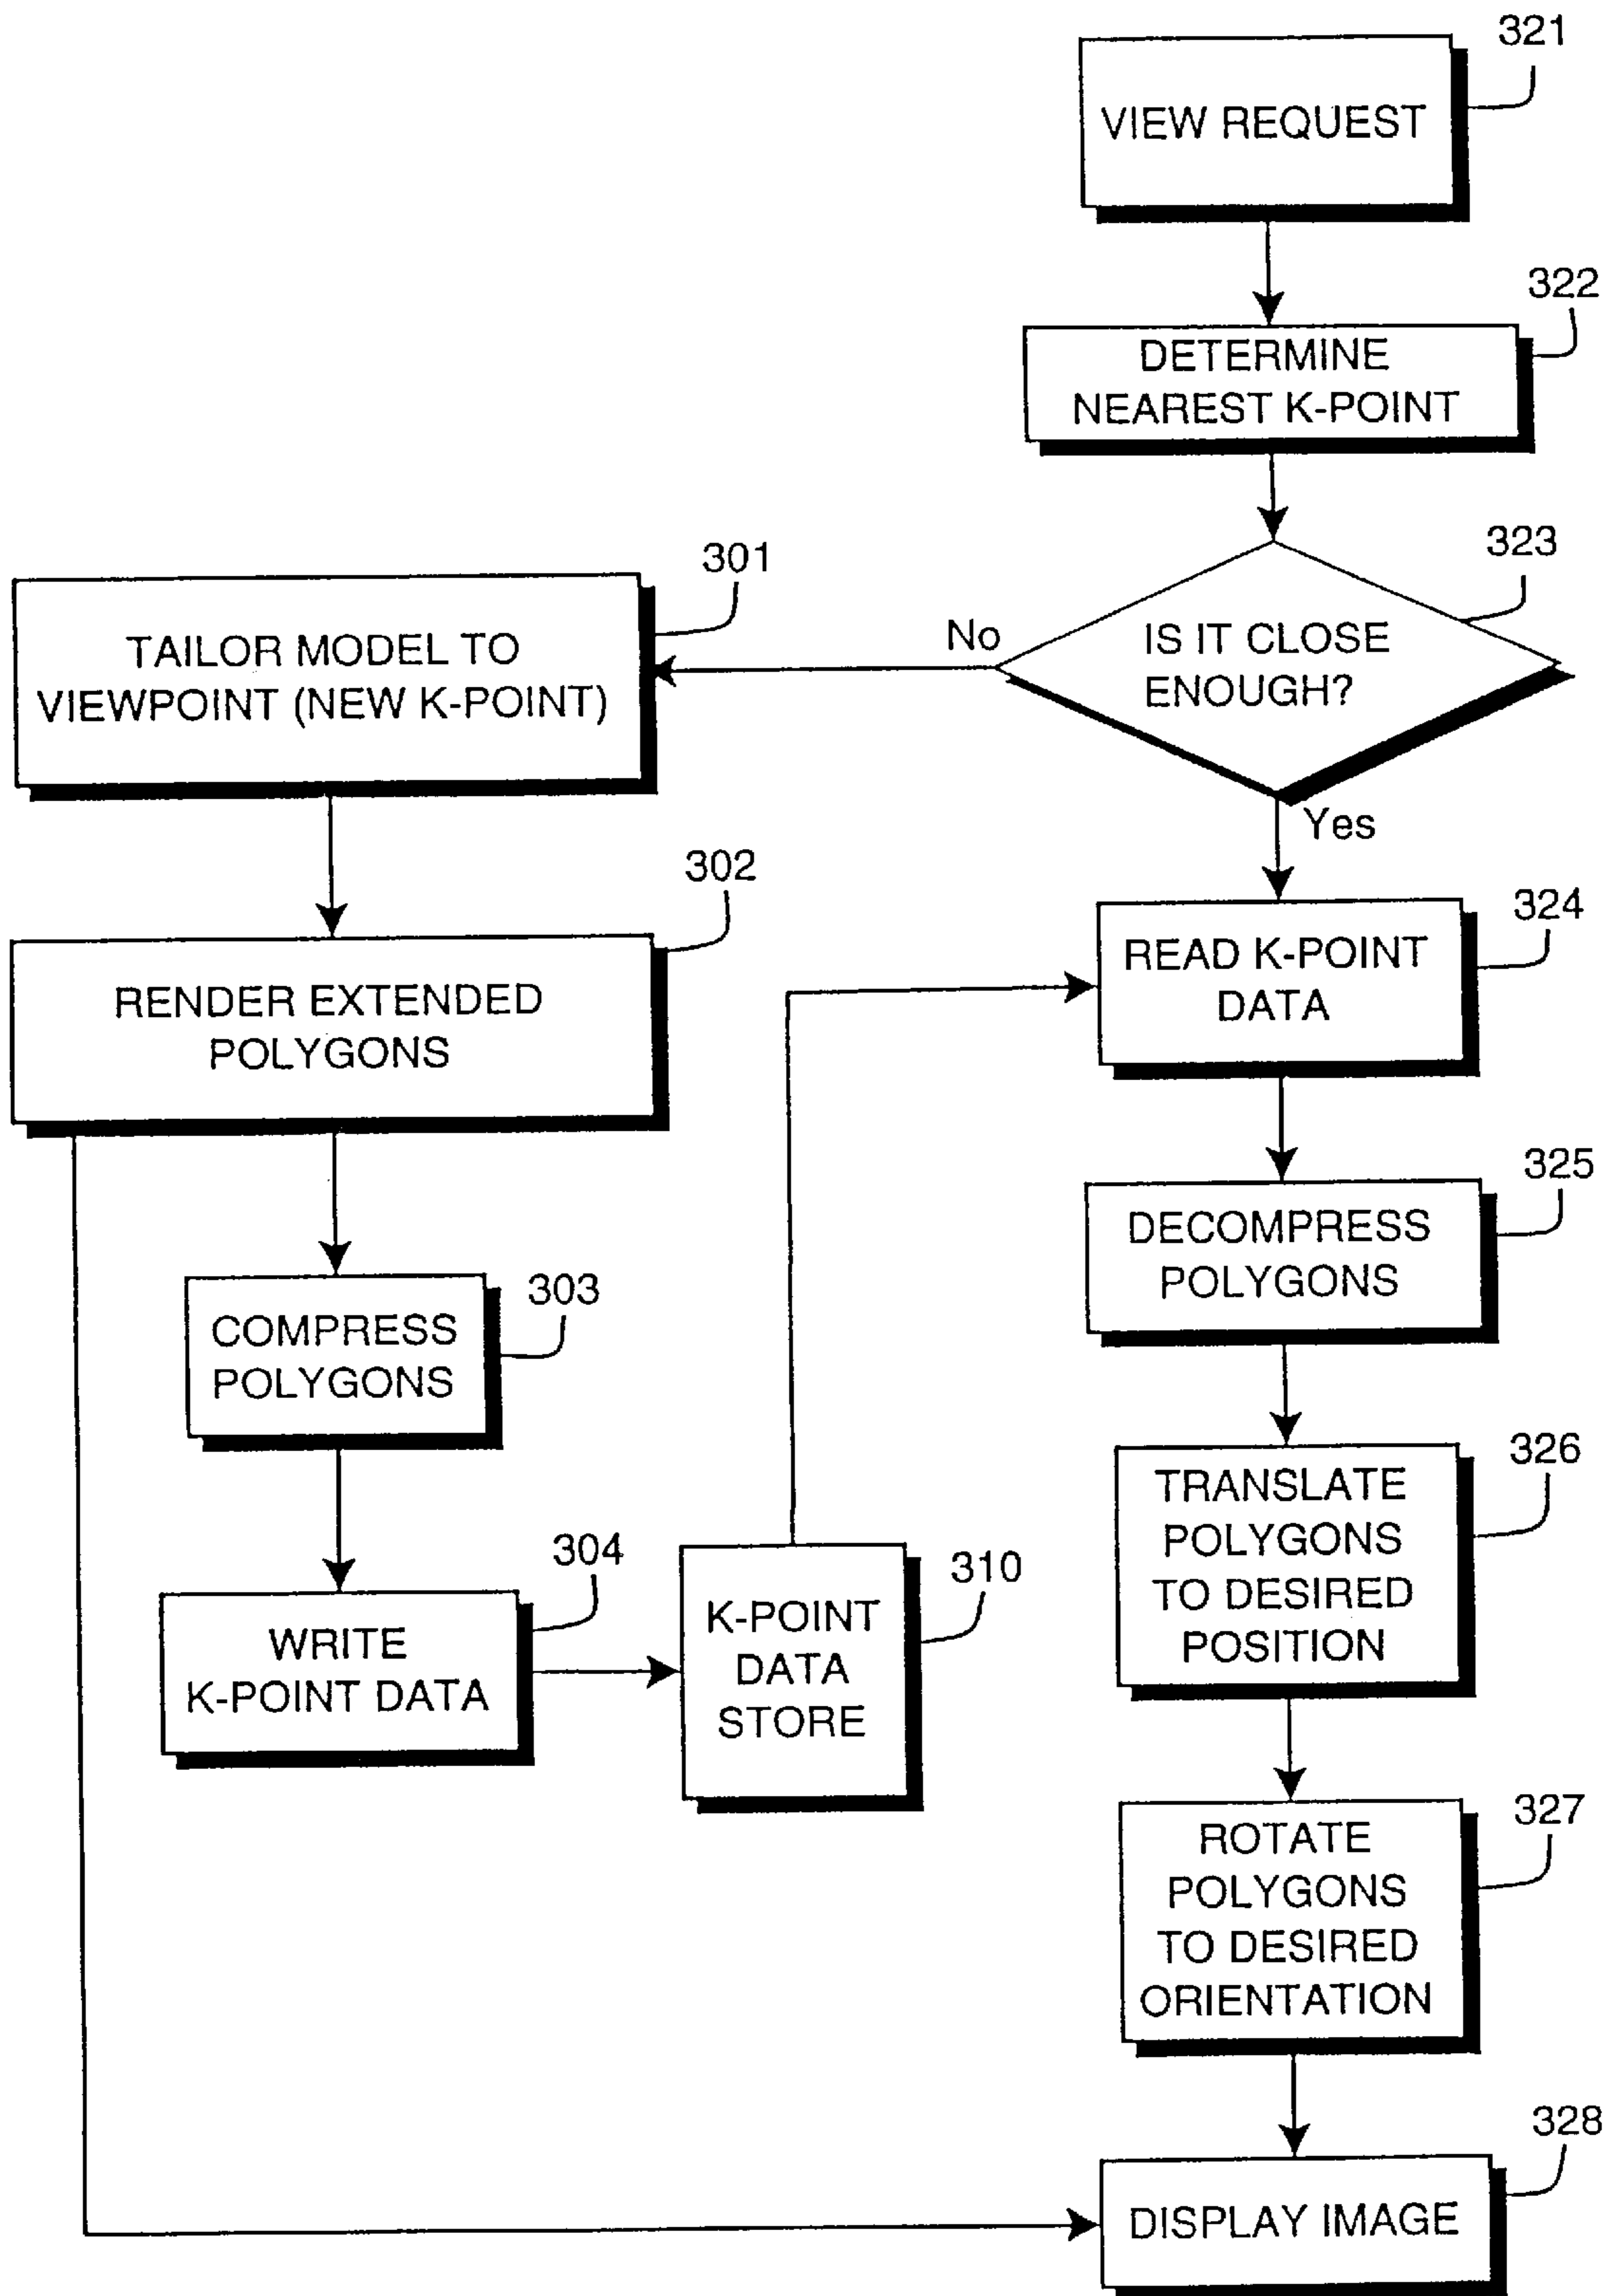 321
VIEW REQUEST
322
DETERMINE
NEAREST K-POINT
323
IS IT CLOSE
ENOUGH?
No
Yes
301
TAILOR MODEL TO
VIEWPOINT (NEW K-POINT)
302
RENDER EXTENDED
POLYGONS
303
COMPRESS
POLYGONS
304
WRITE
K-POINT DATA
310
K-POINT
DATA
STORE
324
READ K-POINT
DATA
325
DECOMPRESS
POLYGONS
326
TRANSLATE
POLYGONS
TO DESIRED
POSITION
327
ROTATE
POLYGONS
TO DESIRED
ORIENTATION
328
DISPLAY IMAGE